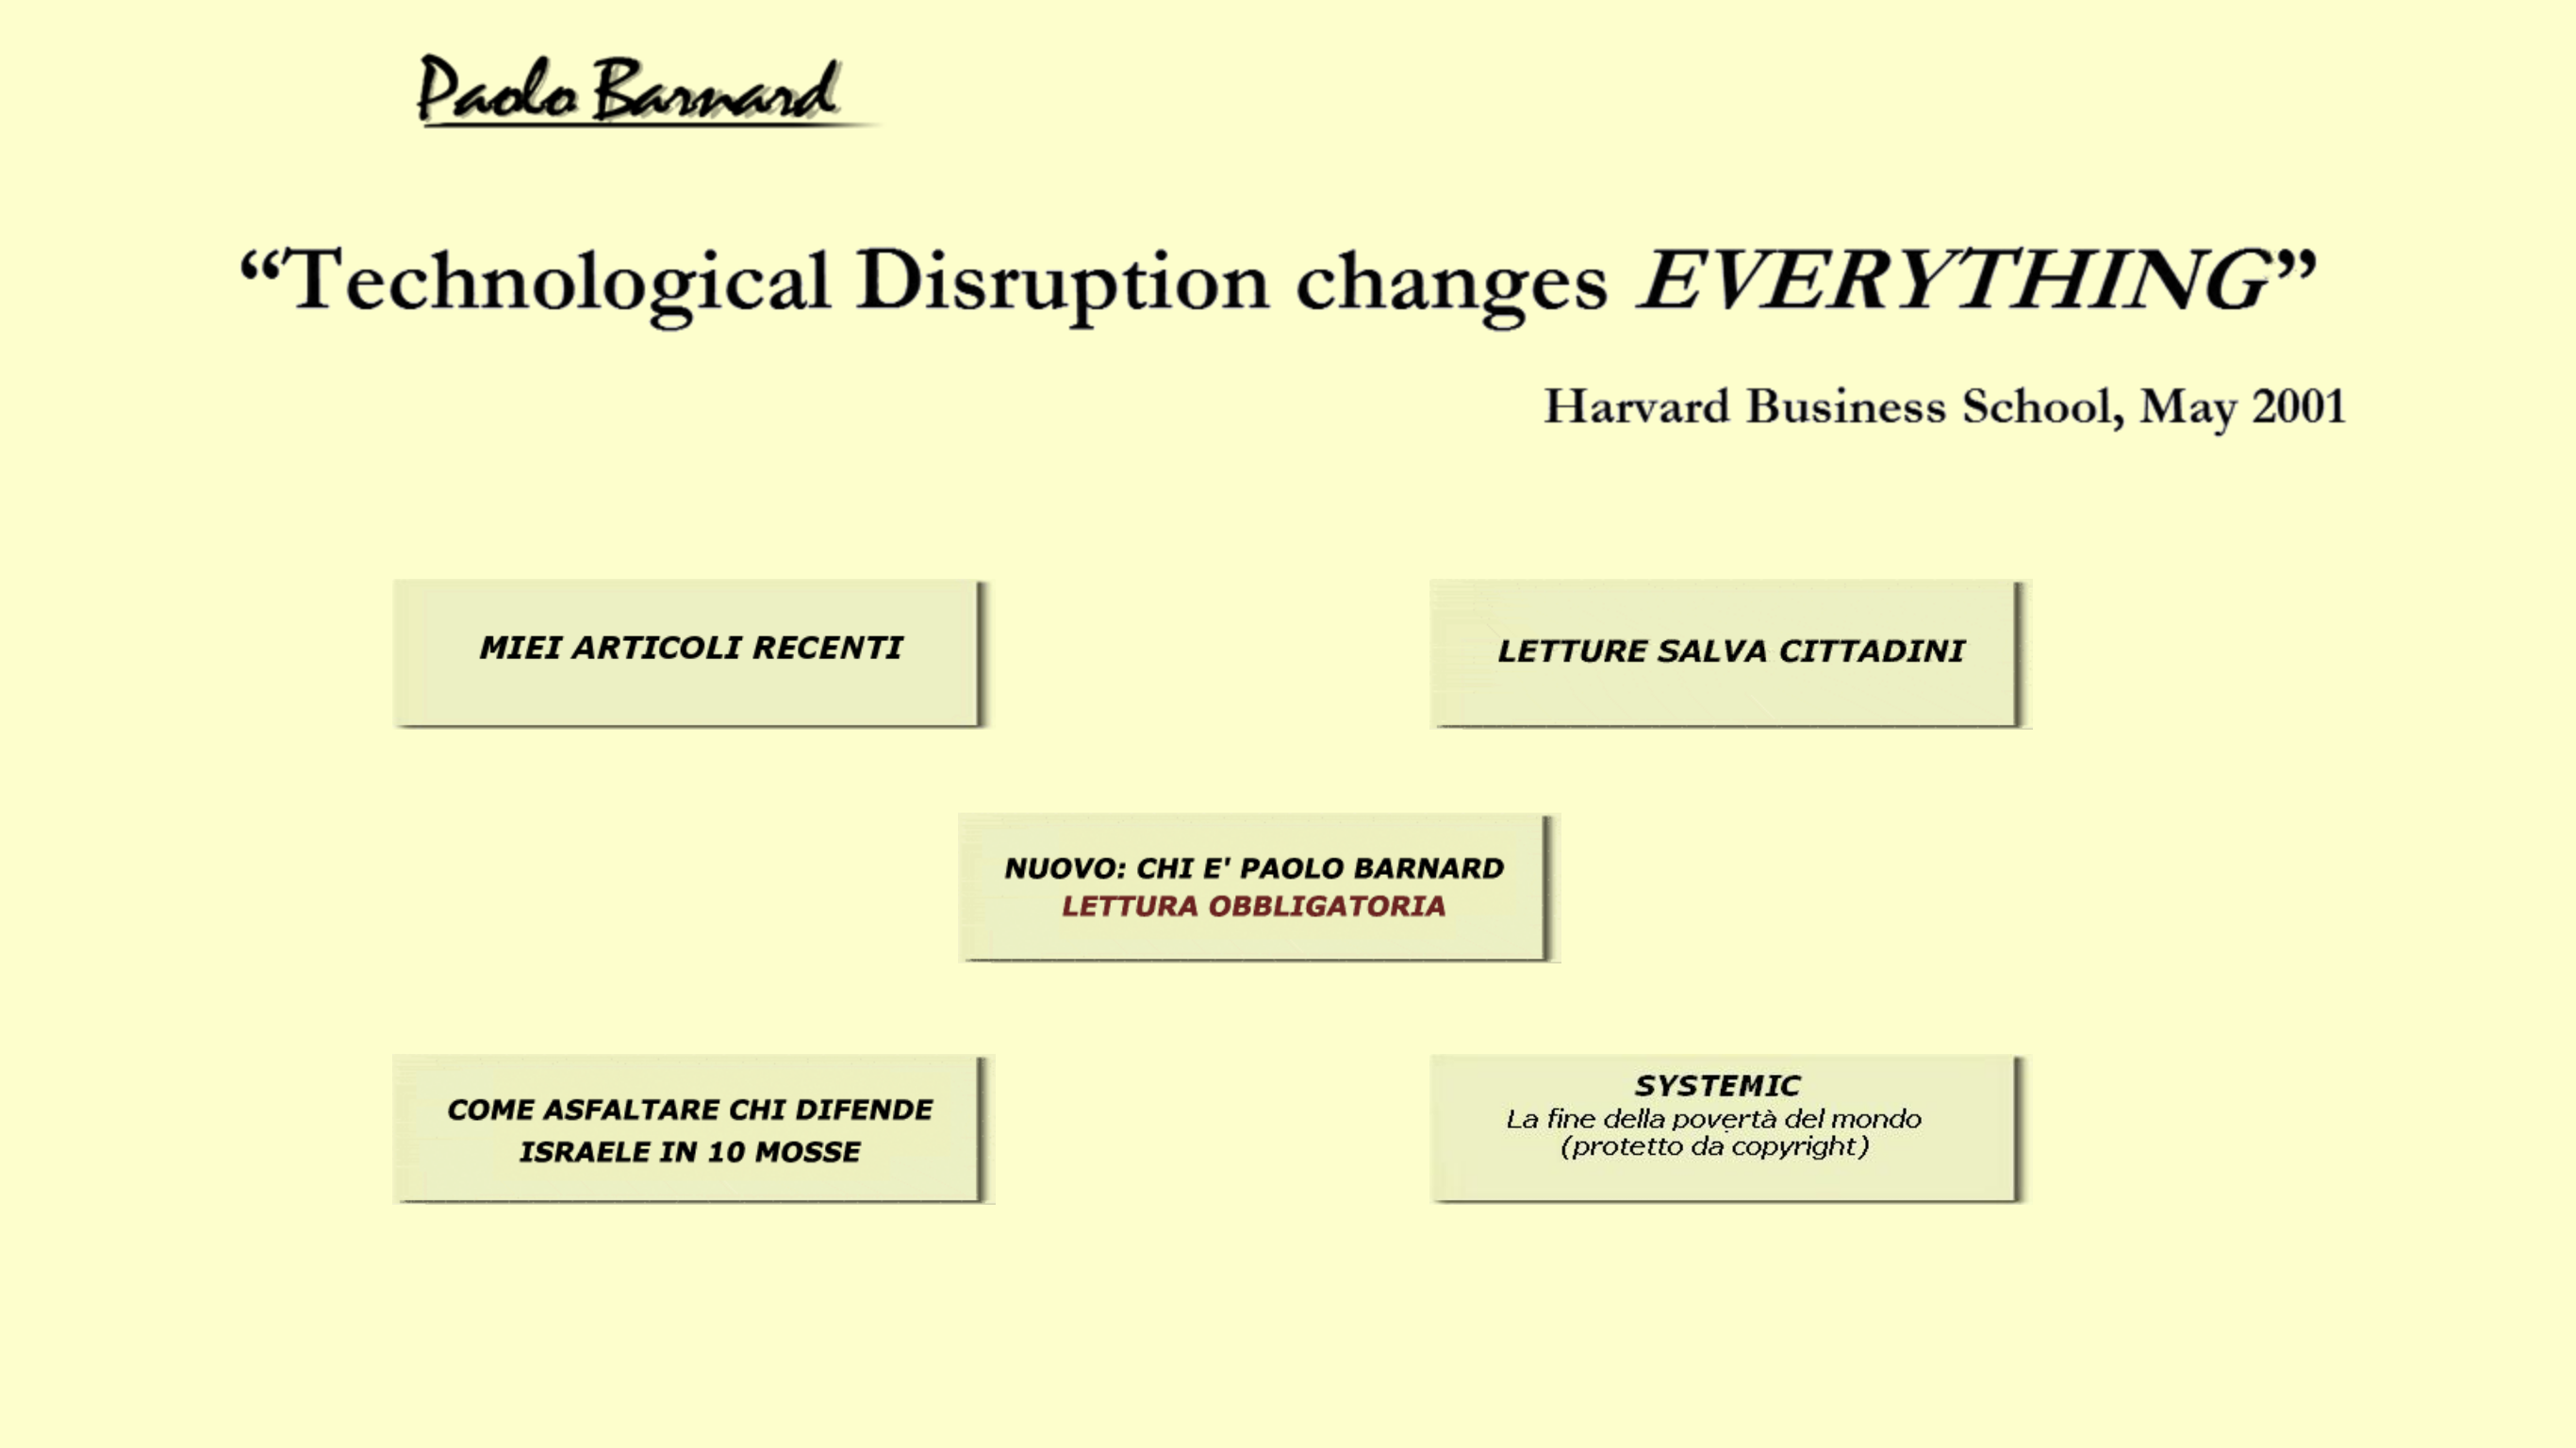 Paolo Barnard
“Technological Disruption changes EVERYTHING”
Harvard Business School, May 2001
MIEI ARTICOLI RECENTI
LETTURE SALVA CITTADINI
NUOVO: CHI E' PAOLO BARNARD
LETTURA OBBLIGATORIA
COME ASFALTARE CHI DIFENDE
ISRAELE IN 10 MOSSE
SYSTEMIC
La fine della povertà del mondo
(protetto da copyright)